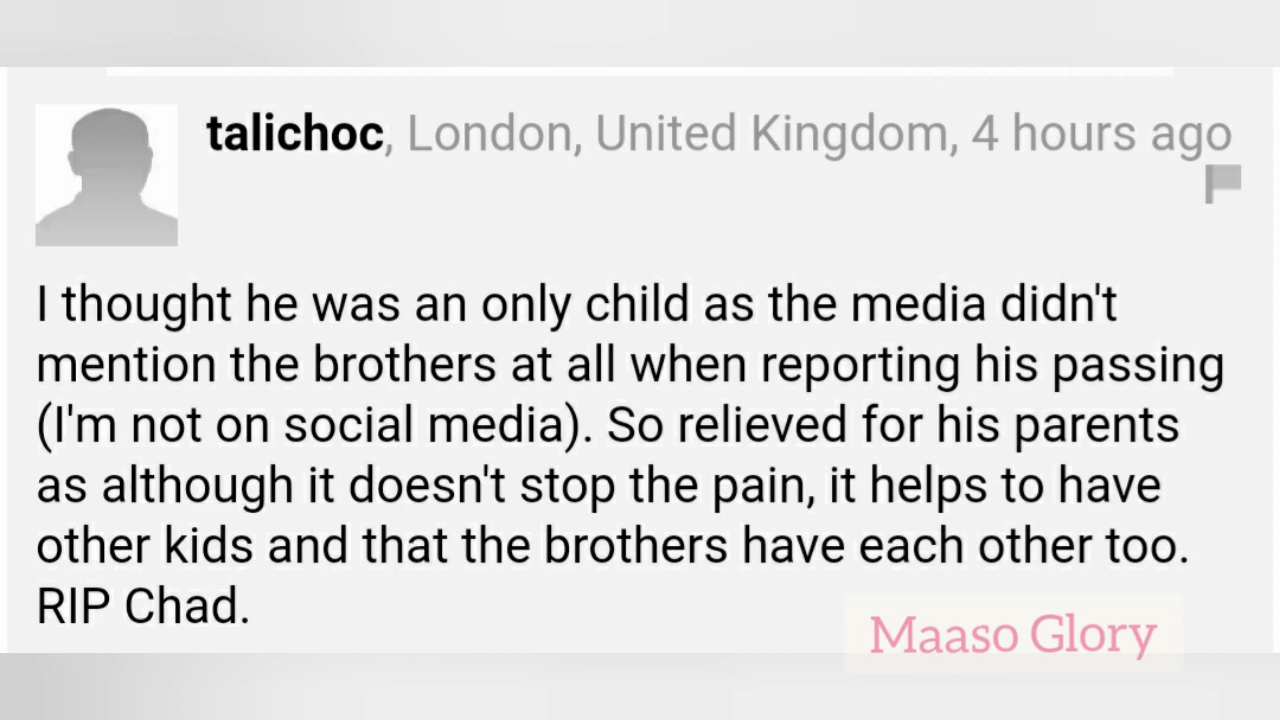 talichoc, London, United Kingdom, 4 hours ago
I thought he was an only child as the media didn't
mention the brothers at all when reporting his passing
(I'm not on social media). So relieved for his parents
as although it doesn't stop the pain, it helps to have
other kids and that the brothers have each other too.
RIP Chad.
Maaso Glory